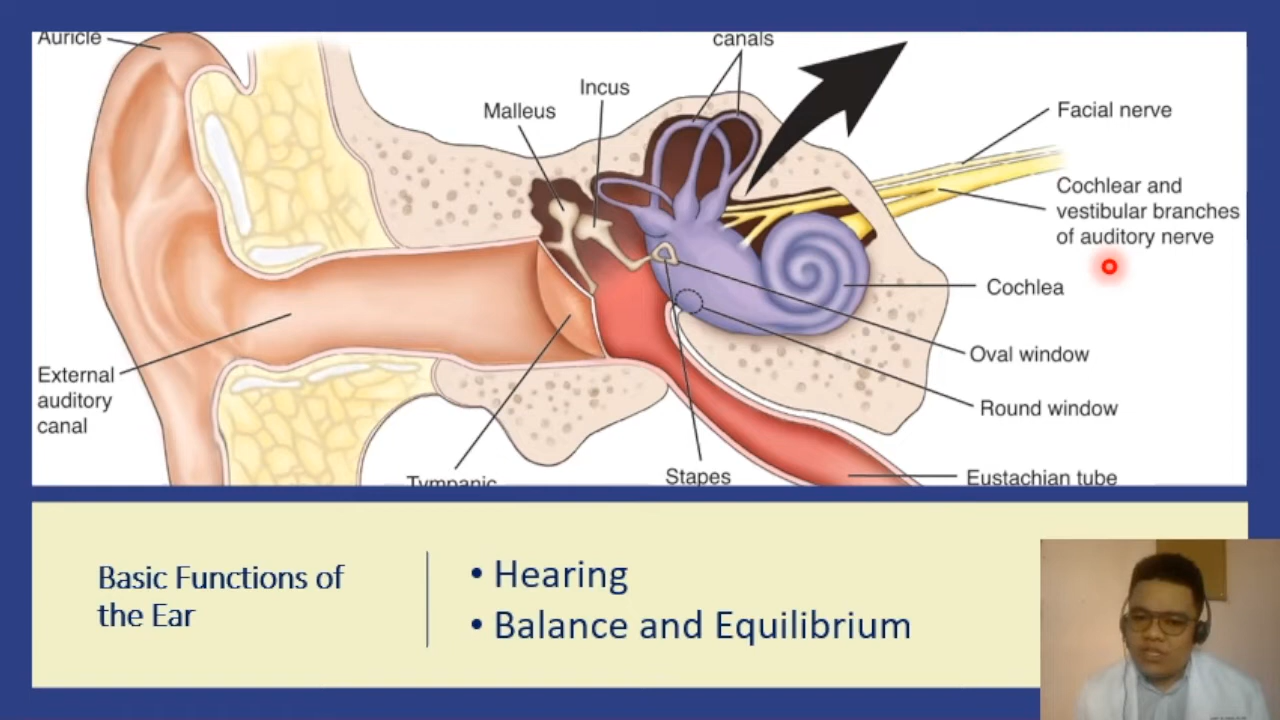 Auricle
canals
Incus
Malleus
Facial nerve
Cochlear and
vestibular branches
of auditory nerve
Cochlea
Oval window
Round window
External
auditory
canal
Tympanic
Stapes
Eustachian tube
Basic Functions of
the Ear
• Hearing
• Balance and Equilibrium